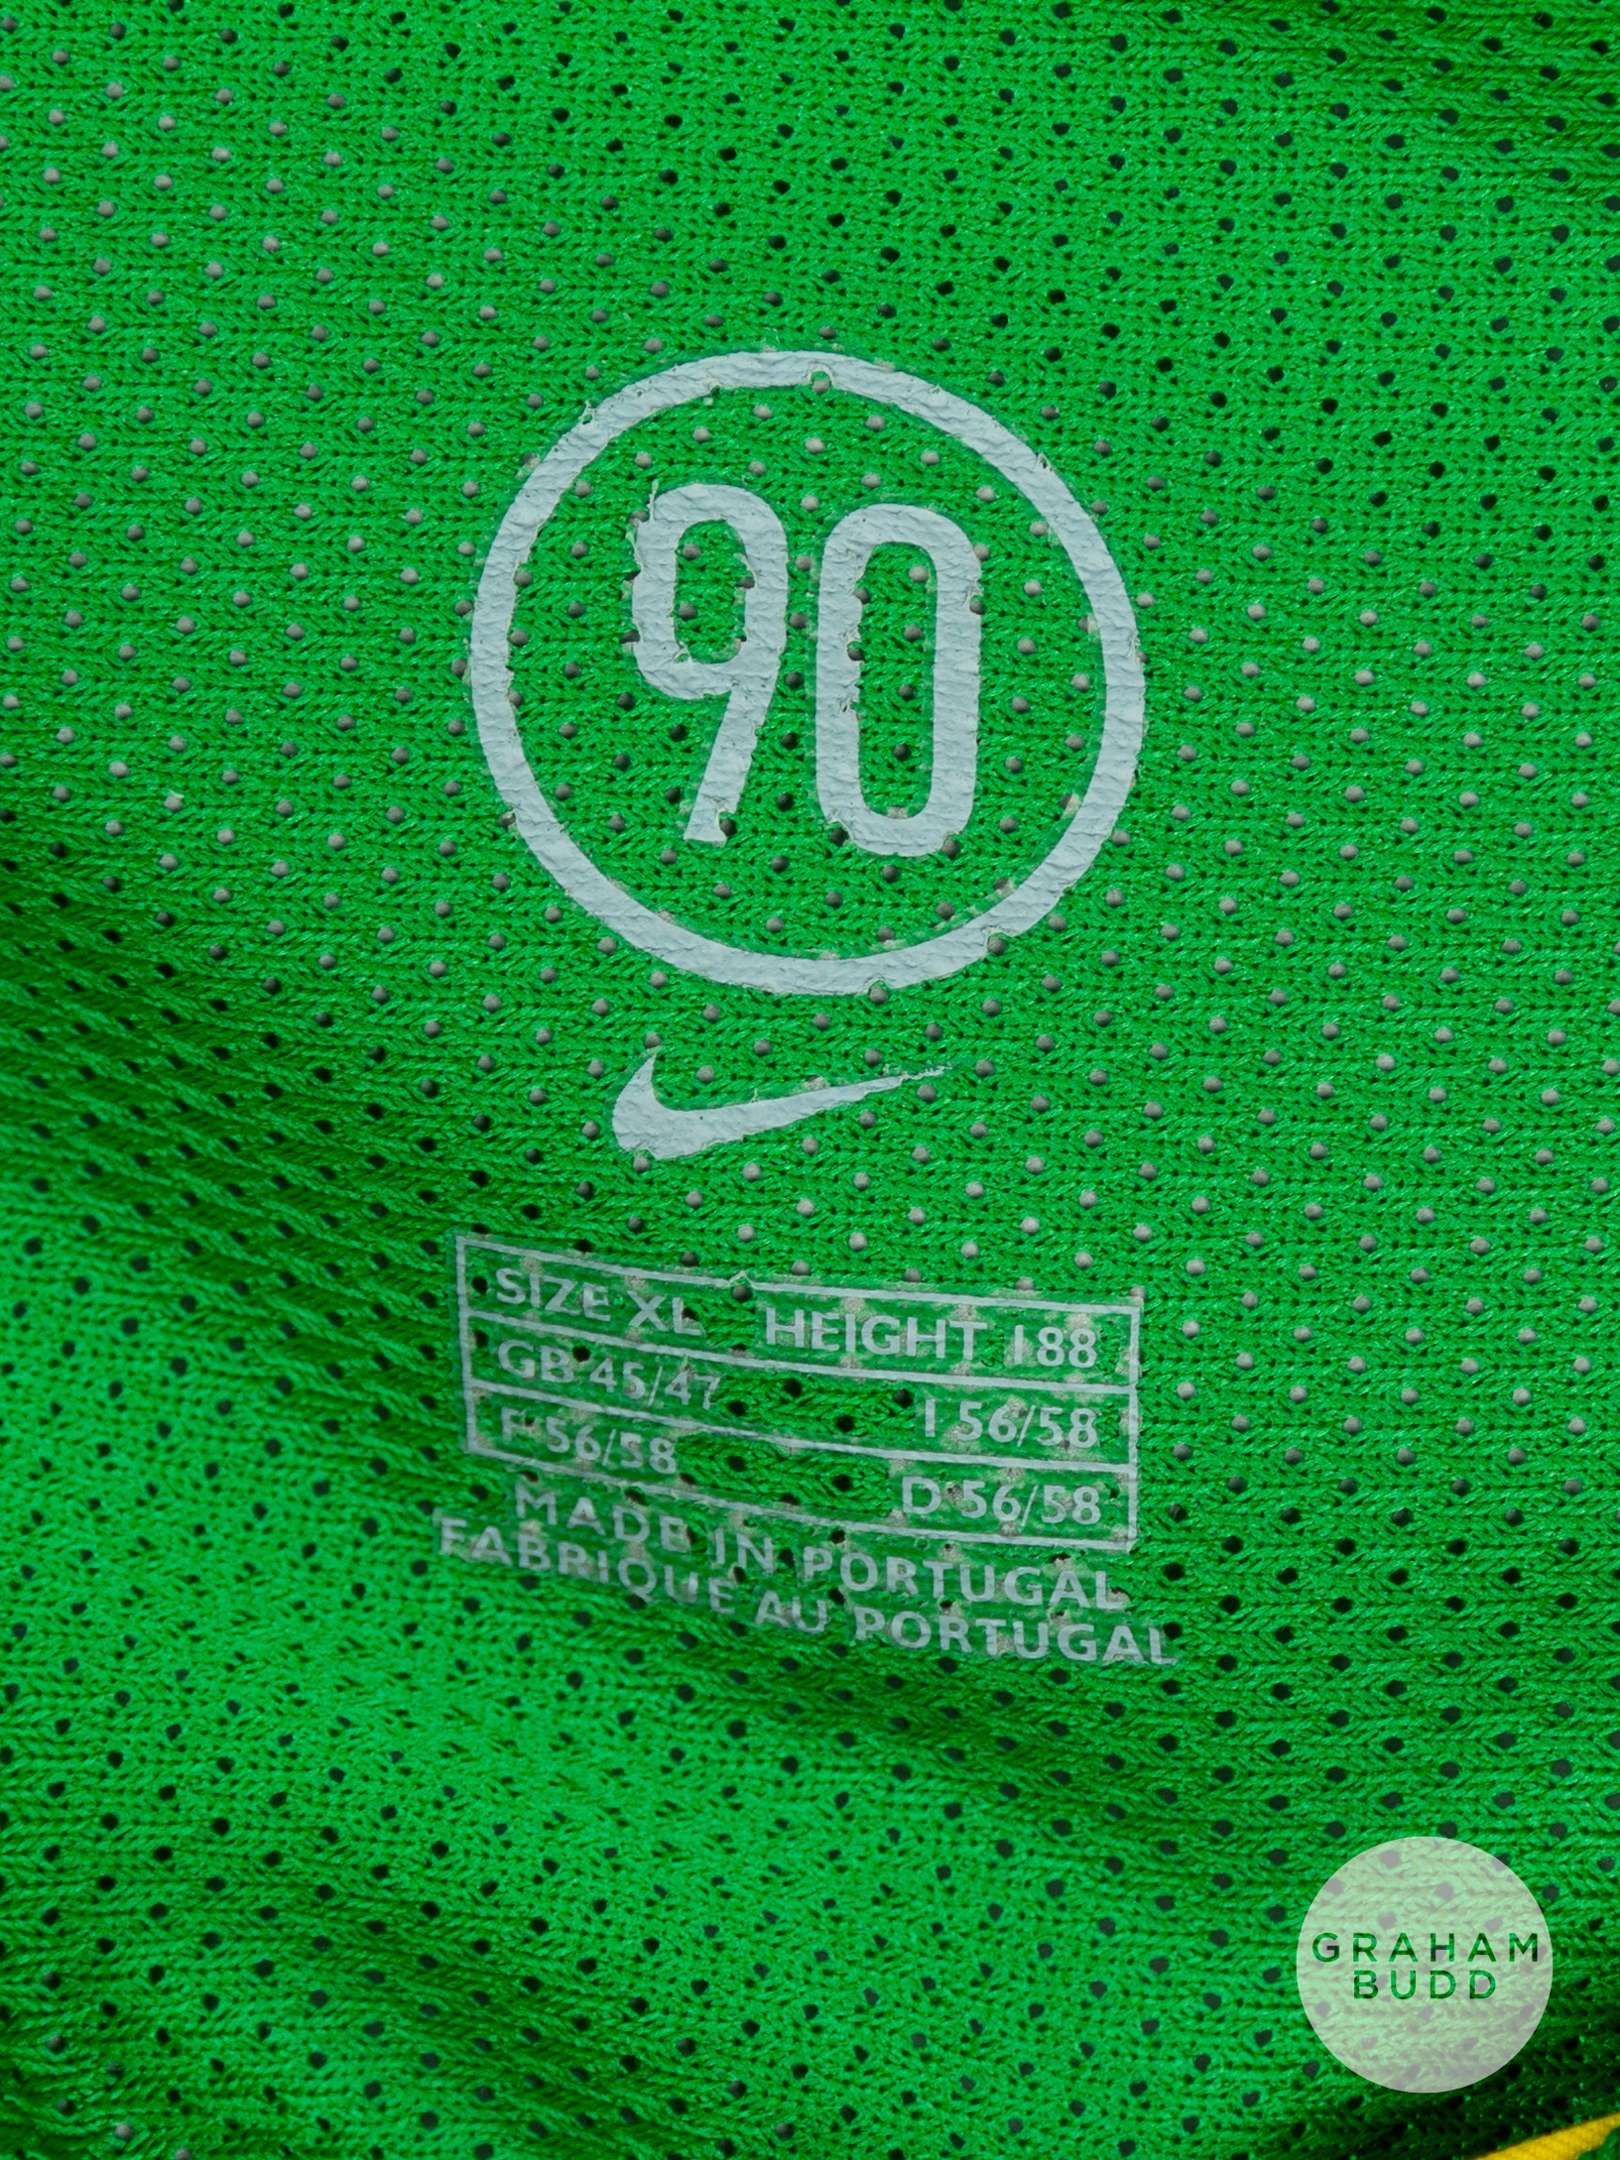 90
SIZE XL HEIGHT 188
GB 45/47 I 56/58
F 56/58 D 56/58
MADE IN PORTUGAL
FABRIQUE AU PORTUGAL
GRAHAM
BUDD